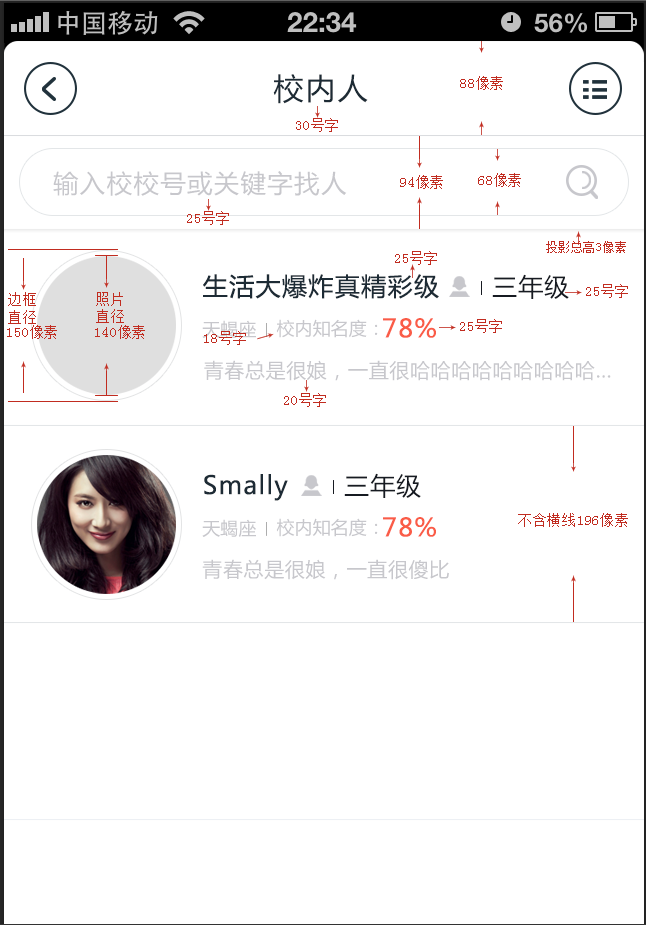 中国移动 22:34 56%
校内人
88像素
30号字
输入校校号或关键字找人
94像素
68像素
25号字
投影总高3像素
25号字
生活大爆炸真精彩级 三年级
25号字
边框
直径
150像素
照片
直径
140像素
天蝎座 校内知名度：78%
18号字
25号字
青春总是很娘，一直很哈哈哈哈哈哈哈哈哈...
20号字
Smally 三年级
天蝎座 校内知名度：78%
不含横线196像素
青春总是很娘，一直很傻比